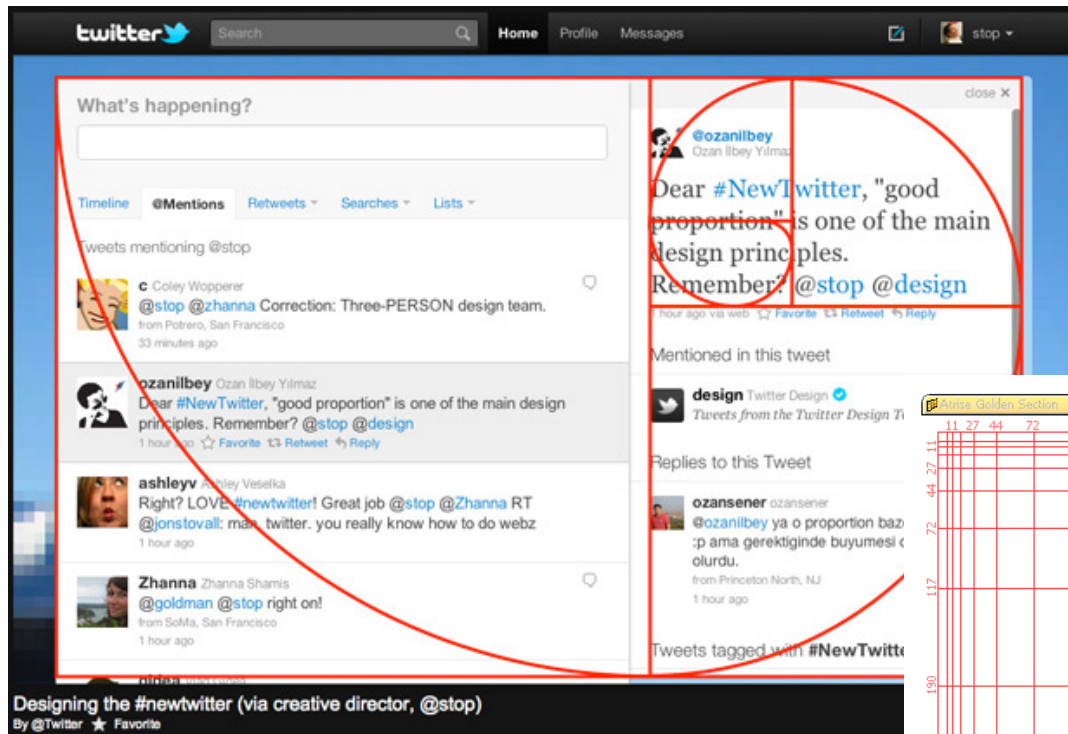 twitter
Search
Home Profile Messages
stop
What's happening?
Timeline @Mentions Retweets Searches Lists
Tweets mentioning @stop
c Coley Wopperer
@stop @zhanna Correction: Three-PERSON design team.
from Potrero, San Francisco
33 minutes ago
ozanilbey Ozan İlbey Yılmaz
Dear #NewTwitter, "good proportion" is one of the main design
principles. Remember? @stop @design
1 hour ago Favorite Retweet Reply
ashleyv Ashley Veselka
Right? LOVE #newtwitter! Great job @stop @Zhanna RT
@jonstovall: man, twitter. you really know how to do webz
1 hour ago
Zhanna Zhanna Shamis
@goldman @stop right on!
from SoMa, San Francisco
1 hour ago
close X
@ozanilbey
Ozan İlbey Yılmaz
Dear #NewTwitter, "good
proportion" is one of the main
design principles.
Remember? @stop @design
1 hour ago via web Favorite Retweet Reply
Mentioned in this tweet
design Twitter Design
Tweets from the Twitter Design
Replies to this Tweet
ozansener ozansener
@ozanilbey ya o proportion
:p ama gerektiginde buyumesi
olurdu.
from Princeton North, NJ
1 hour ago
Tweets tagged with #NewTwitte
Atrise Golden Section
11 27 44 72
11
27
44
72
117
190
Designing the #newtwitter (via creative director, @stop)
By @Twitter Favorite